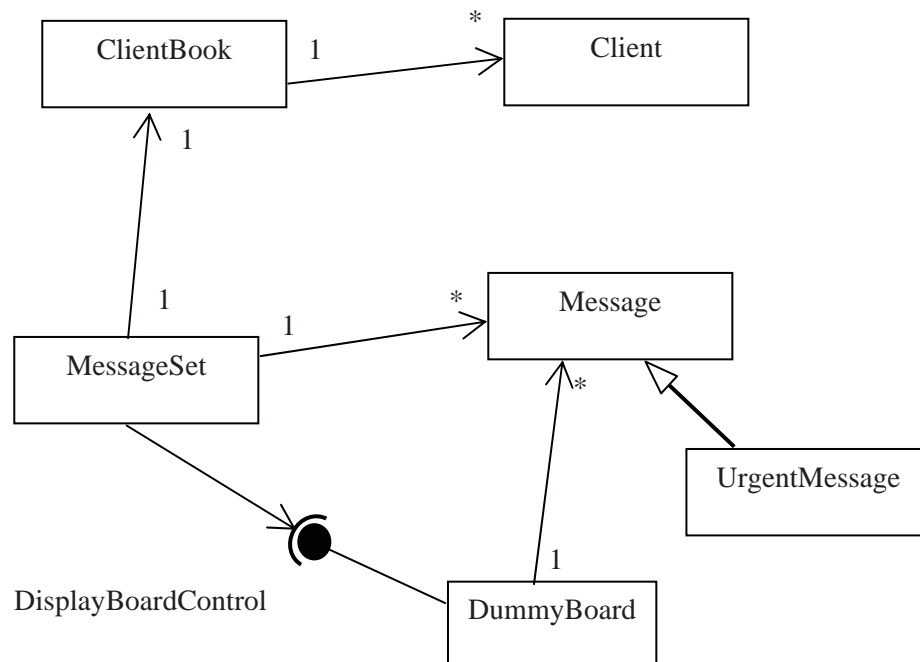 ClientBook
1
*
Client
1
1
MessageSet
1
*
Message
*
UrgentMessage
DisplayBoardControl
1
DummyBoard